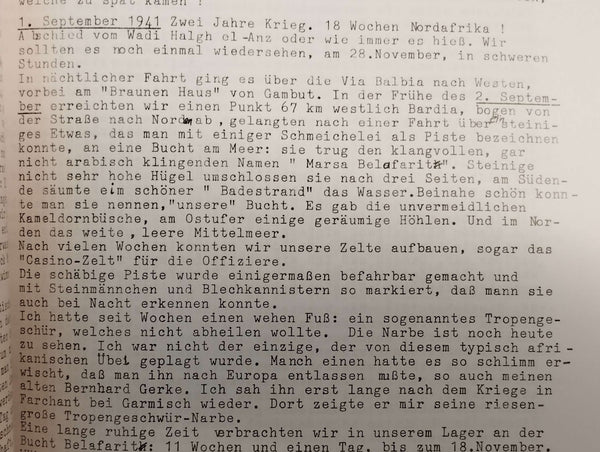 welche zu spät kamen !
1. September 1941 Zwei Jahre Krieg. 18 Wochen Nordafrika !
Abschied vom Wadi Halgh el-Anz oder wie immer es hieß. Wir
sollten es noch einmal wiedersehen, am 28.November, in schweren
Stunden.
In nächtlicher Fahrt ging es über die Via Balbia nach Westen,
vorbei am "Braunen Haus" von Gambut. In der Frühe des 2. Septem-
ber erreichten wir einen Punkt 67 km westlich Bardia, bogen von
der Straße nach Norden ab, gelangten nach einer Fahrt über steini-
ges Etwas, das man mit einiger Schmeichelei als Piste bezeichnen
konnte, an eine Bucht am Meer: sie trug den klangvollen, gar
nicht arabisch klingenden Namen " Marsa Belafarit". Steinige
nicht sehr hohe Hügel umschlossen sie nach drei Seiten, am Süden-
de säumte ein schöner " Badestrand" das Wasser.Beinahe schön konn-
te man sie nennen,"unsere" Bucht. Es gab die unvermeidlichen
Kameldornbüsche, am Ostufer einige geräumige Höhlen. Und im Nor-
den das weite , leere Mittelmeer.
Nach vielen Wochen konnten wir unsere Zelte aufbauen, sogar das
"Casino-Zelt" für die Offiziere.
Die schäbige Piste wurde einigermaßen befahrbar gemacht und
mit Steinmännchen und Blechkannistern so markiert, daß man sie
auch bei Nacht erkennen konnte.
Ich hatte seit Wochen einen wehen Fuß: ein sogenanntes Tropenge-
schür, welches nicht abheilen wollte. Die Narbe ist noch heute
zu sehen. Ich war nicht der einzige, der von diesem typisch afri-
kanischen Übel geplagt wurde. Manch einen hatte es so schlimm er-
wischt, daß man ihn nach Europa entlassen mußte, so auch meinen
alten Bernhard Gerke. Ich sah ihn erst lange nach dem Kriege in
Farchant bei Garmisch wieder. Dort zeigte er mir seine riesen-
große Tropengeschwür-Narbe.
Eine lange ruhige Zeit verbrachten wir in unserem Lager an der
Bucht Belafarit: 11 Wochen und einen Tag, bis zum 18.November.